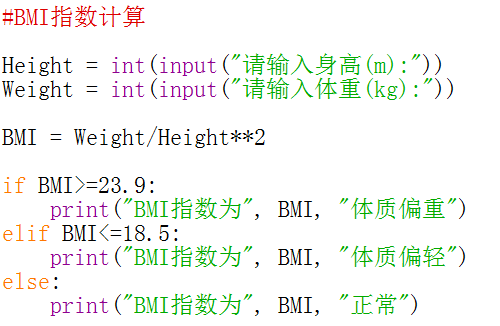 #BMI指数计算
Height = int(input("请输入身高(m):"))
Weight = int(input("请输入体重(kg):"))
BMI = Weight/Height**2
if BMI>=23.9:
    print("BMI指数为", BMI, "体质偏重")
elif BMI<=18.5:
    print("BMI指数为", BMI, "体质偏轻")
else:
    print("BMI指数为", BMI, "正常")